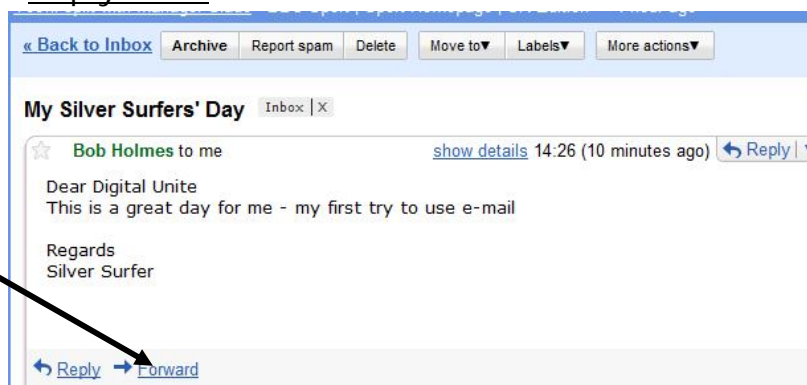 « Back to Inbox Archive Report spam Delete Move to▼ Labels▼ More actions▼
My Silver Surfers' Day Inbox | X
Bob Holmes to me show details 14:26 (10 minutes ago) Reply |
Dear Digital Unite
This is a great day for me - my first try to use e-mail
Regards
Silver Surfer
Reply Forward